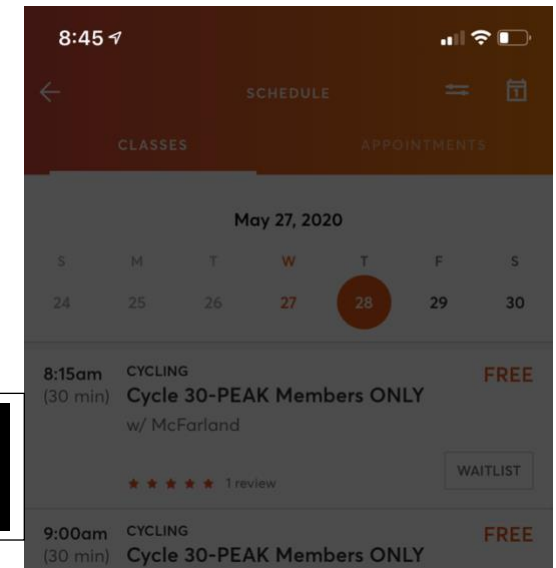 8:45
SCHEDULE
1
CLASSES APPOINTMENTS
May 27, 2020
S M T W T F S
24 25 26 27 28 29 30
8:15am CYCLING FREE
(30 min) Cycle 30-PEAK Members ONLY
w/ McFarland
WAITLIST
1 review
9:00am CYCLING FREE
(30 min) Cycle 30-PEAK Members ONLY